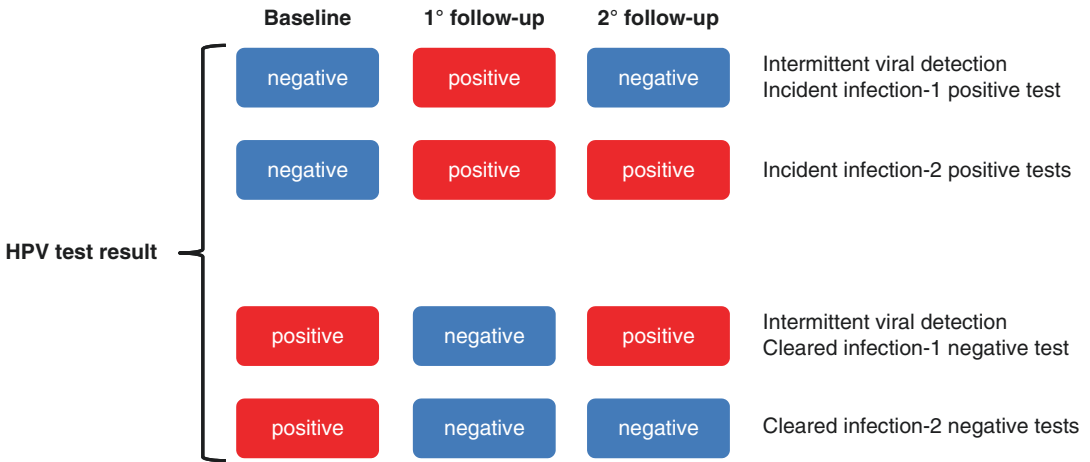 Baseline 1° follow-up 2° follow-up
negative positive negative Intermittent viral detection
Incident infection-1 positive test
negative positive positive Incident infection-2 positive tests
HPV test result
positive negative positive Intermittent viral detection
Cleared infection-1 negative test
positive negative negative Cleared infection-2 negative tests